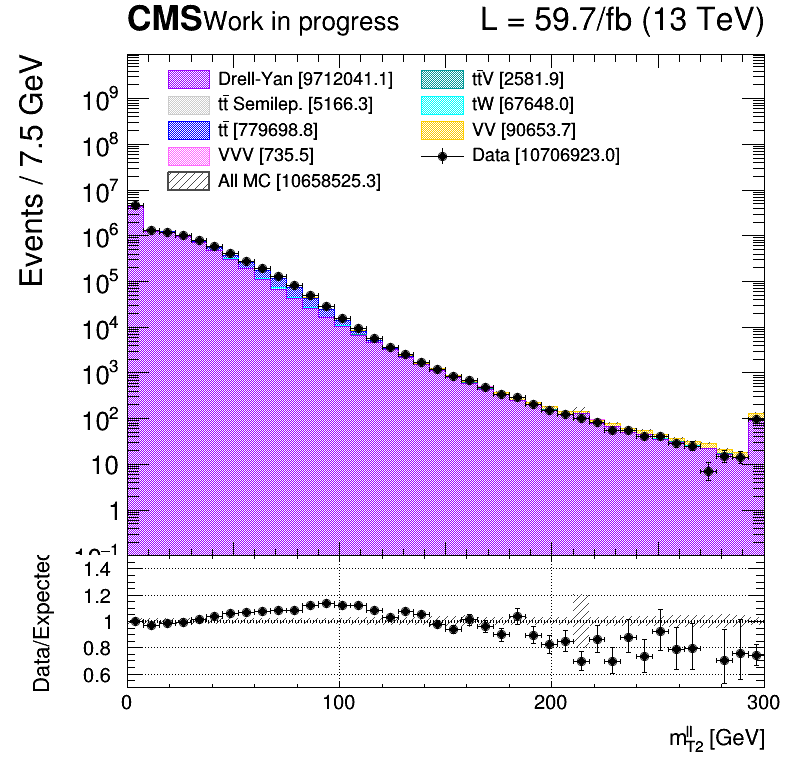 CMS Work in progress L = 59.7/fb (13 TeV)
Events / 7.5 GeV
Drell-Yan [9712041.1] tt̄V [2581.9]
tt̄ Semilep. [5166.3] tW [67648.0]
tt̄ [779698.8] VV [90653.7]
VVV [735.5] Data [10706923.0]
All MC [10658525.3]
10⁹
10⁸
10⁷
10⁶
10⁵
10⁴
10³
10²
10
1
10⁻¹
Data/Expected
1.4
1.2
1
0.8
0.6
0 100 200 300
m_{T2}^{ll} [GeV]